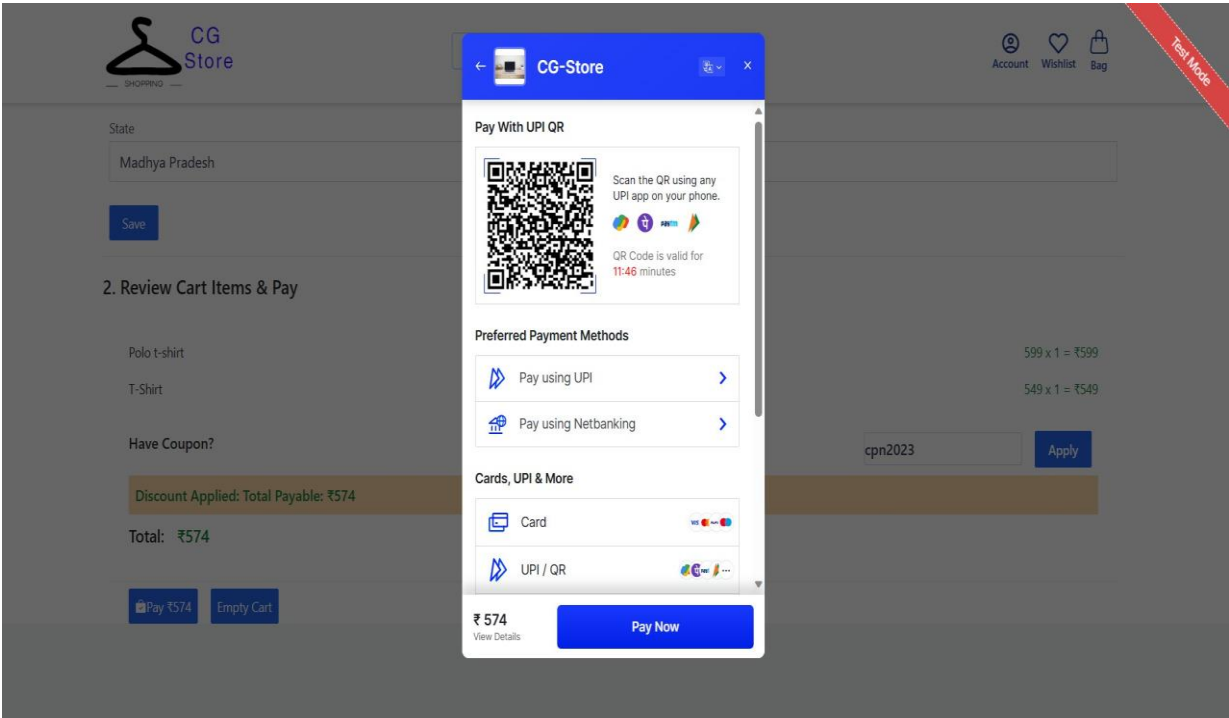 CG
Store
SHOPPING
Account Wishlist Bag
Test Mode
State
Madhya Pradesh
Save
2. Review Cart Items & Pay
Polo t-shirt 599 x 1 = ₹599
T-Shirt 549 x 1 = ₹549
Have Coupon? cpn2023 Apply
Discount Applied: Total Payable: ₹574
Total: ₹574
Pay ₹574 Empty Cart
CG-Store
Pay With UPI QR
Scan the QR using any
UPI app on your phone.
QR Code is valid for
11:46 minutes
Preferred Payment Methods
Pay using UPI
Pay using Netbanking
Cards, UPI & More
Card
UPI / QR
₹ 574
View Details
Pay Now